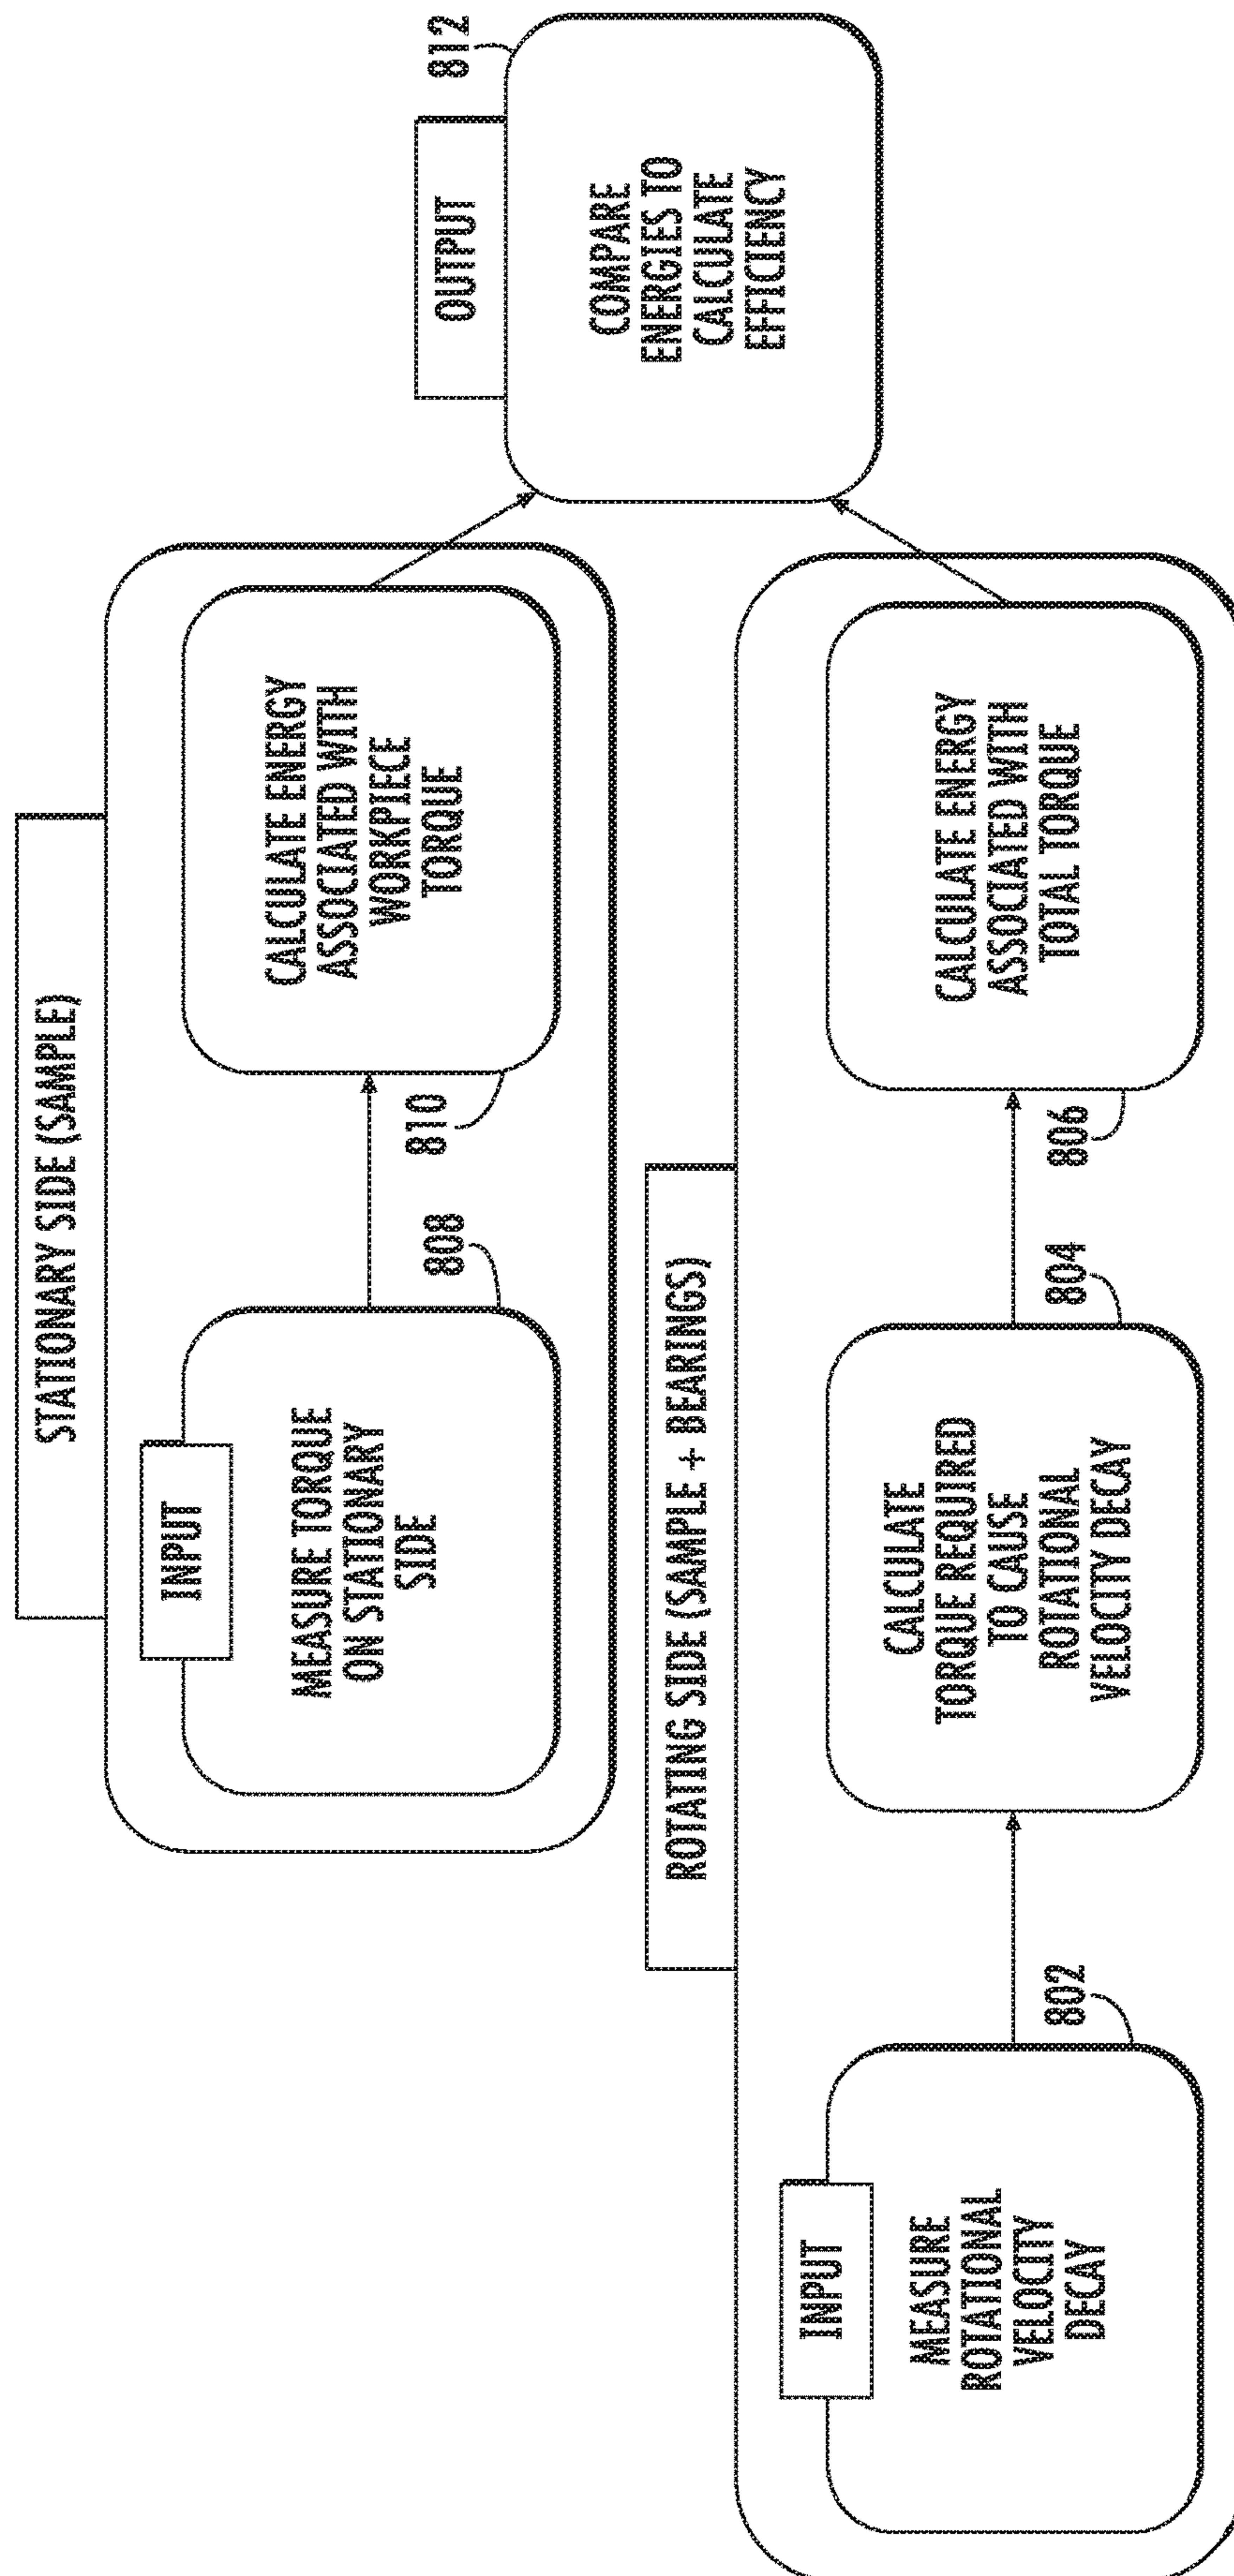 STATIONARY SIDE (SAMPLE)
INPUT
MEASURE TORQUE
ON STATIONARY
SIDE
808
CALCULATE ENERGY
ASSOCIATED WITH
WORKPIECE
TORQUE
810
ROTATING SIDE (SAMPLE + BEARINGS)
INPUT
MEASURE
ROTATIONAL
VELOCITY
DECAY
802
CALCULATE
TORQUE REQUIRED
TO CAUSE
ROTATIONAL
VELOCITY DECAY
804
CALCULATE ENERGY
ASSOCIATED WITH
TOTAL TORQUE
806
OUTPUT
812
COMPARE
ENERGIES TO
CALCULATE
EFFICIENCY